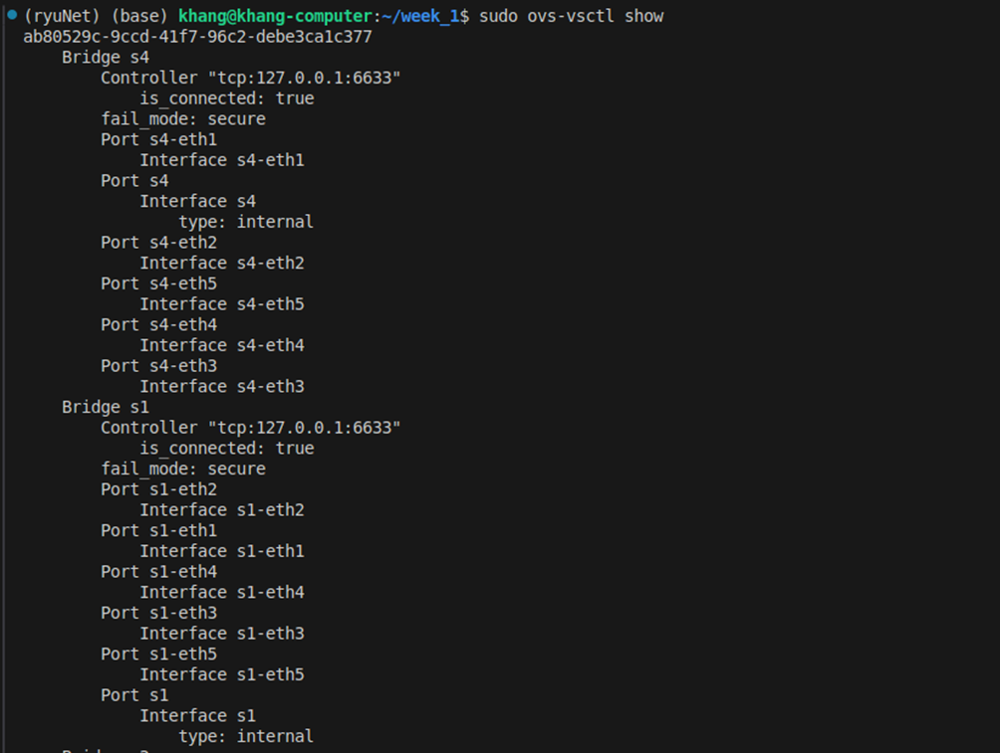 (ryuNet) (base) khang@khang-computer:~/week_1$ sudo ovs-vsctl show
ab80529c-9ccd-41f7-96c2-debe3ca1c377
    Bridge s4
        Controller "tcp:127.0.0.1:6633"
            is_connected: true
        fail_mode: secure
        Port s4-eth1
            Interface s4-eth1
        Port s4
            Interface s4
                type: internal
        Port s4-eth2
            Interface s4-eth2
        Port s4-eth5
            Interface s4-eth5
        Port s4-eth4
            Interface s4-eth4
        Port s4-eth3
            Interface s4-eth3
    Bridge s1
        Controller "tcp:127.0.0.1:6633"
            is_connected: true
        fail_mode: secure
        Port s1-eth2
            Interface s1-eth2
        Port s1-eth1
            Interface s1-eth1
        Port s1-eth4
            Interface s1-eth4
        Port s1-eth3
            Interface s1-eth3
        Port s1-eth5
            Interface s1-eth5
        Port s1
            Interface s1
                type: internal